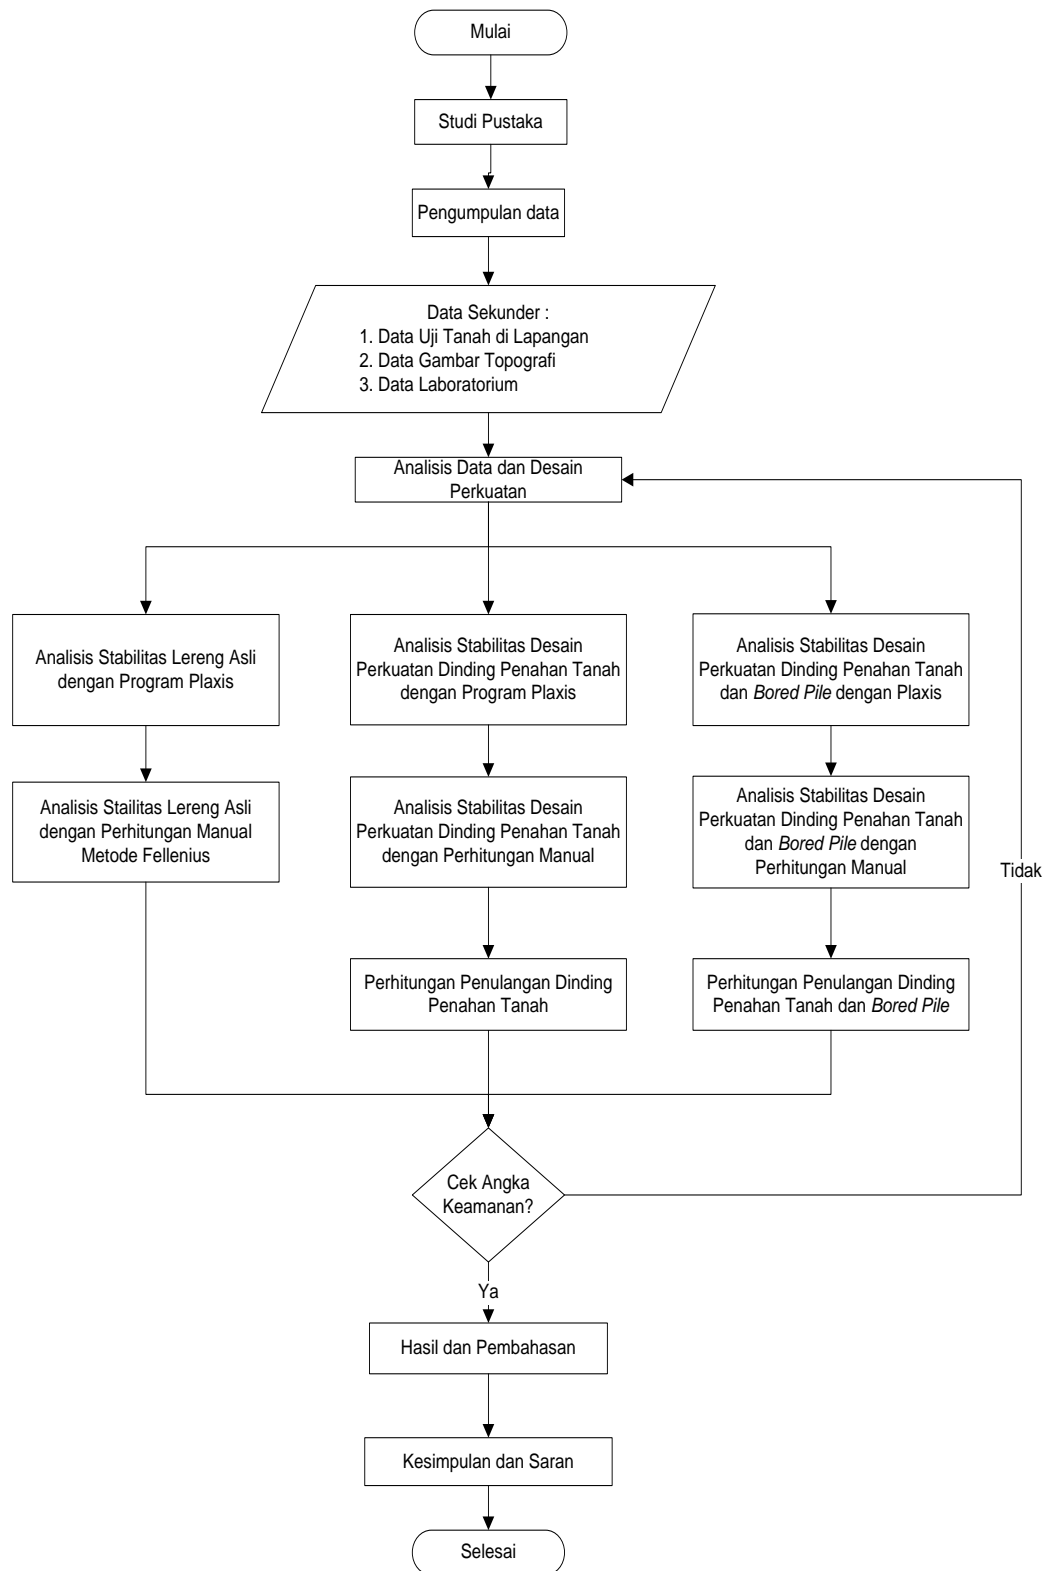 Mulai
Studi Pustaka
Pengumpulan data
Data Sekunder :
1. Data Uji Tanah di Lapangan
2. Data Gambar Topografi
3. Data Laboratorium
Analisis Data dan Desain
Perkuatan
Analisis Stabilitas Lereng Asli
dengan Program Plaxis
Analisis Stabilitas Desain
Perkuatan Dinding Penahan Tanah
dengan Program Plaxis
Analisis Stabilitas Desain
Perkuatan Dinding Penahan Tanah
dan Bored Pile dengan Plaxis
Analisis Stailitas Lereng Asli
dengan Perhitungan Manual
Metode Fellenius
Analisis Stabilitas Desain
Perkuatan Dinding Penahan Tanah
dengan Perhitungan Manual
Analisis Stabilitas Desain
Perkuatan Dinding Penahan Tanah
dan Bored Pile dengan
Perhitungan Manual
Tidak
Perhitungan Penulangan Dinding
Penahan Tanah
Perhitungan Penulangan Dinding
Penahan Tanah dan Bored Pile
Cek Angka
Keamanan?
Ya
Hasil dan Pembahasan
Kesimpulan dan Saran
Selesai